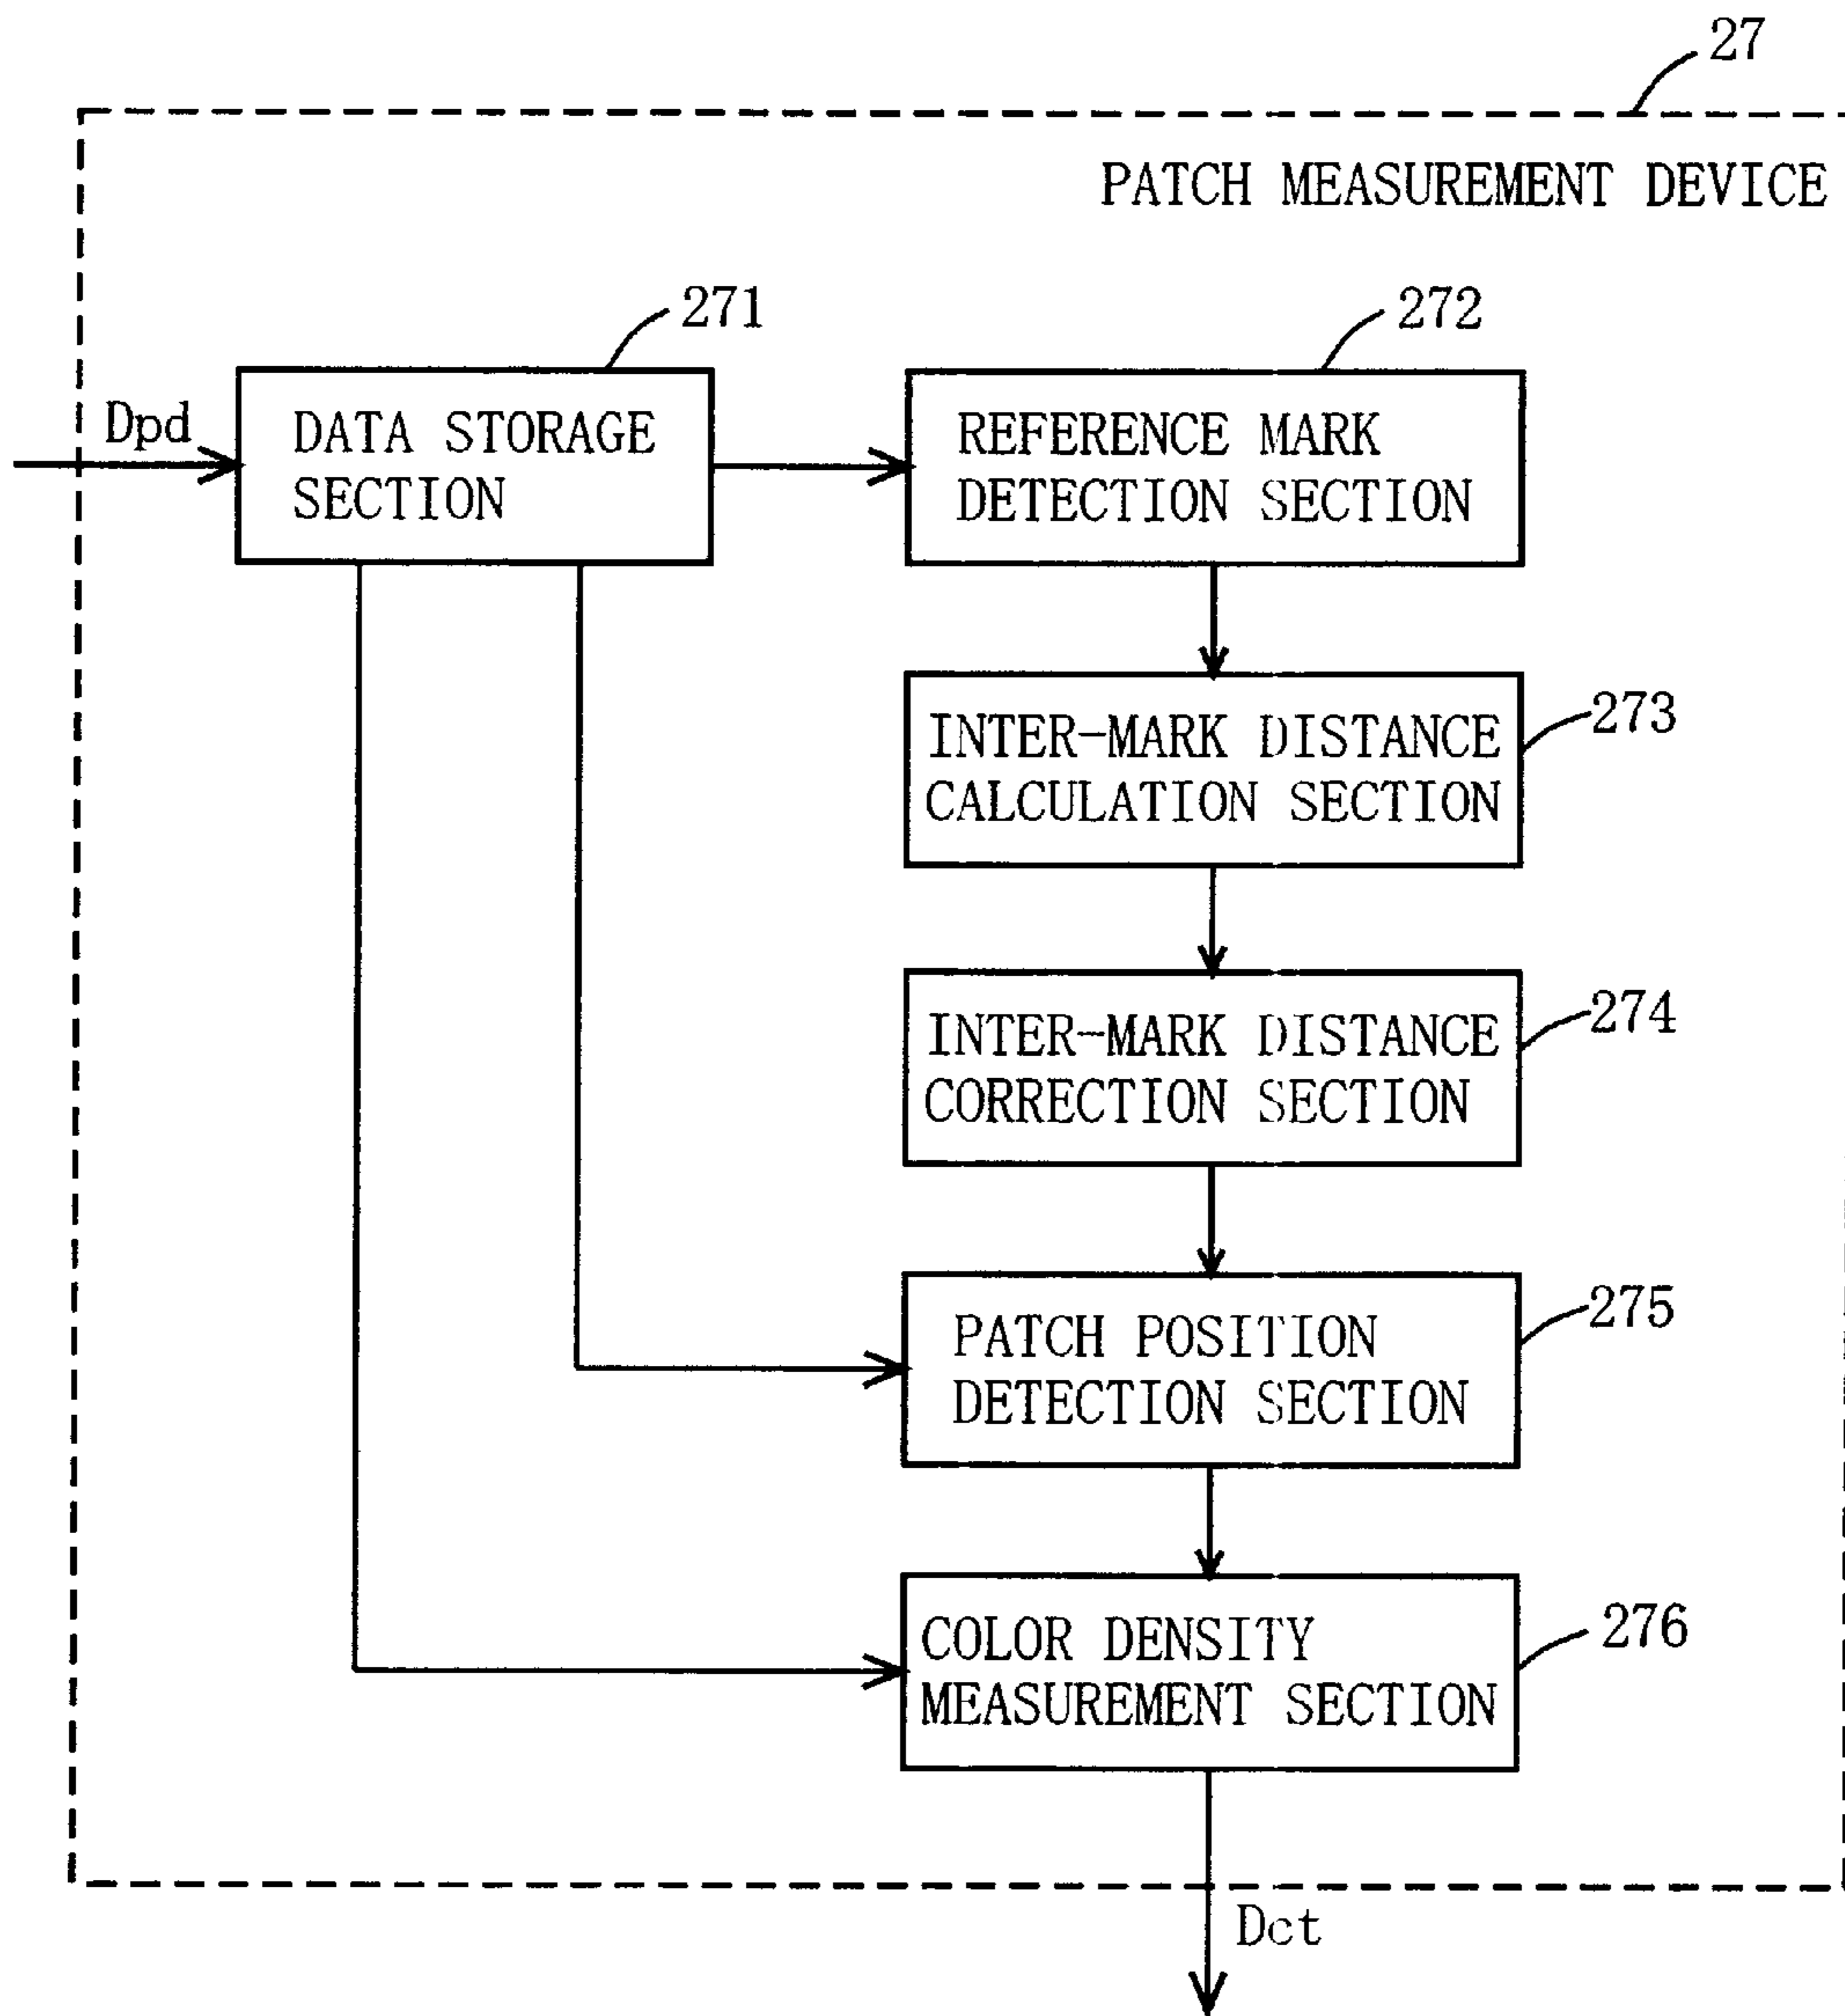 27
PATCH MEASUREMENT DEVICE
271
272
Dpd
DATA STORAGE
SECTION
REFERENCE MARK
DETECTION SECTION
273
INTER-MARK DISTANCE
CALCULATION SECTION
274
INTER-MARK DISTANCE
CORRECTION SECTION
275
PATCH POSITION
DETECTION SECTION
276
COLOR DENSITY
MEASUREMENT SECTION
Dct